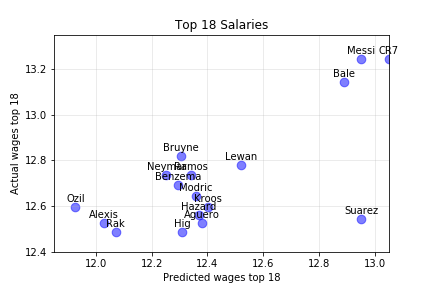 Top 18 Salaries
Messi CR7
Bale
Bruyne
Lewan
Neymar Ramos
Benzema
Modric
Ozil
Kroos
Hazard
Suarez
Alexis
Aguero
Rak
Hig
13.2
13.0
12.8
12.6
12.4
Actual wages top 18
12.0
12.2
12.4
12.6
12.8
13.0
Predicted wages top 18